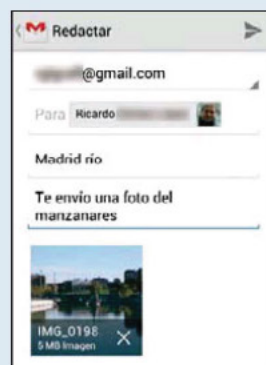 Redactar
@gmail.com
Para Ricardo
Madrid río
Te envío una foto del
manzanares
IMG_0198
5 MB Imagen